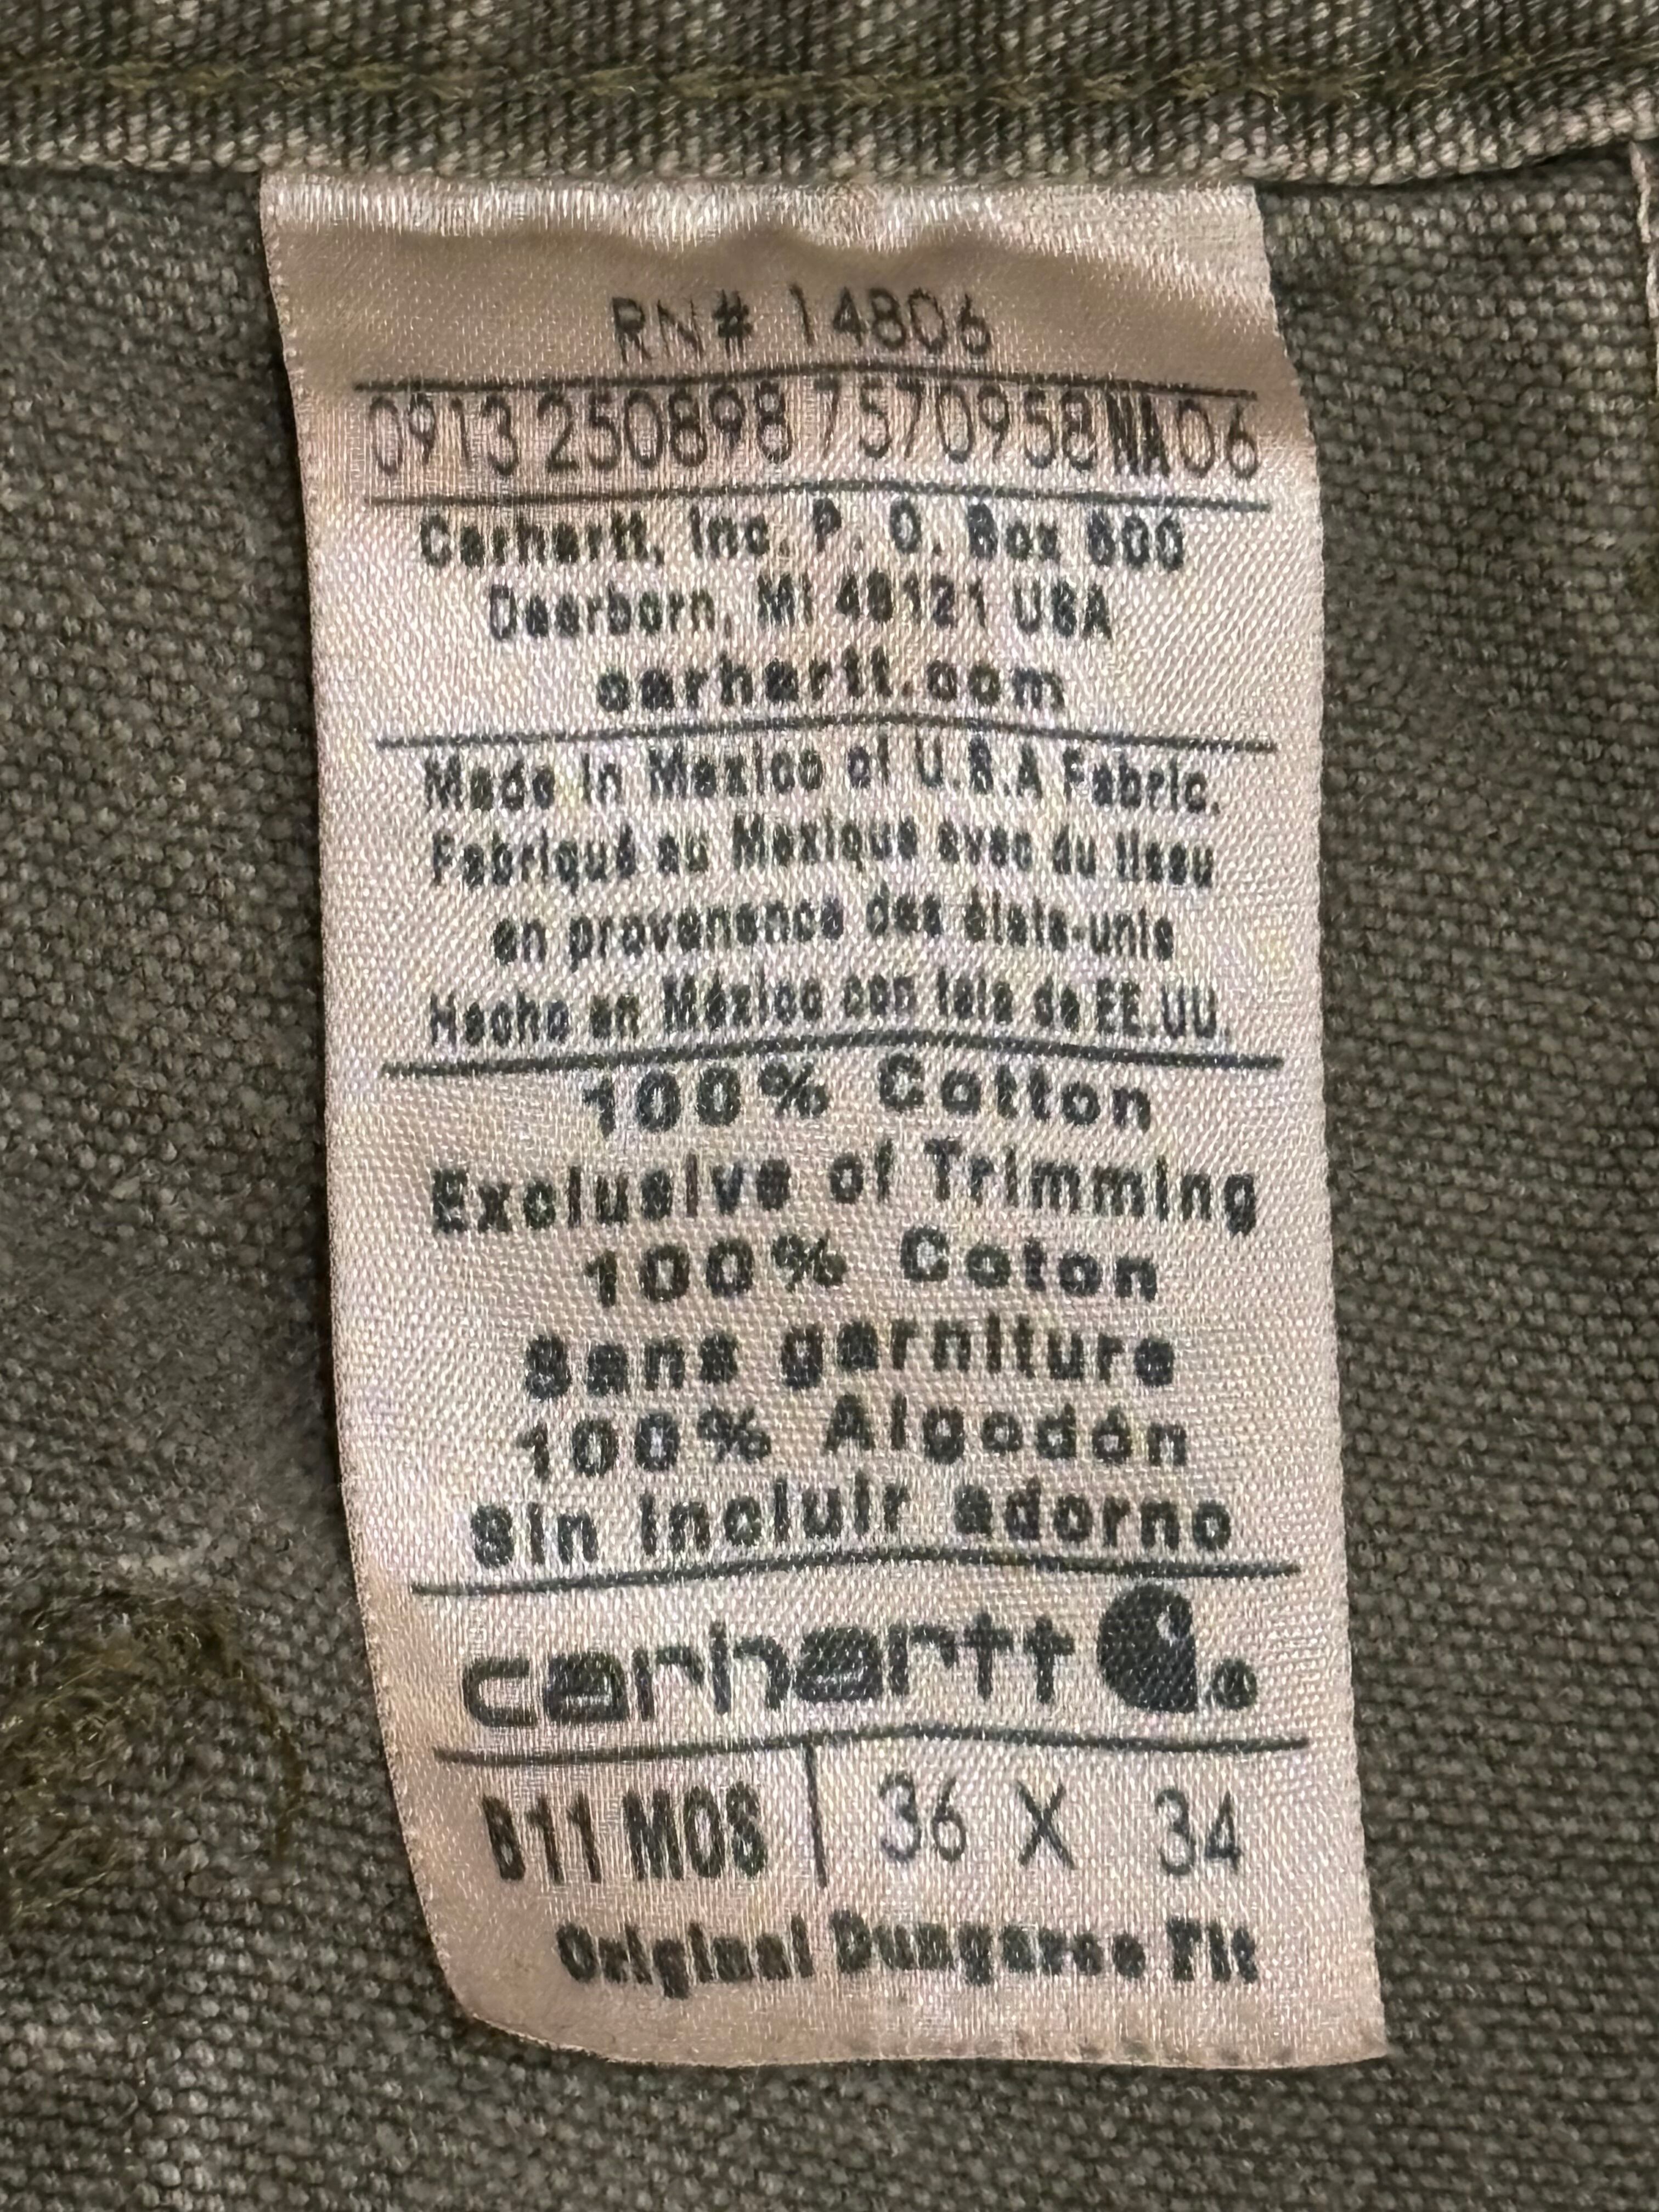 RN# 14806
0913 250898 7570958 NA 06
Carhartt, Inc. P. O. Box 600
Dearborn, MI 48121 USA
carhartt.com
Made in Mexico of U.S.A Fabric.
Fabriqué au Mexique avec du tissu
en provenance des états-unis
Hecho en México con tela de EE.UU.
100% Cotton
Exclusive of Trimming
100% Coton
Sans garniture
100% Algodón
Sin incluir adorno
carhartt ®
B11 MOS | 36 X 34
Original Dungaree Fit